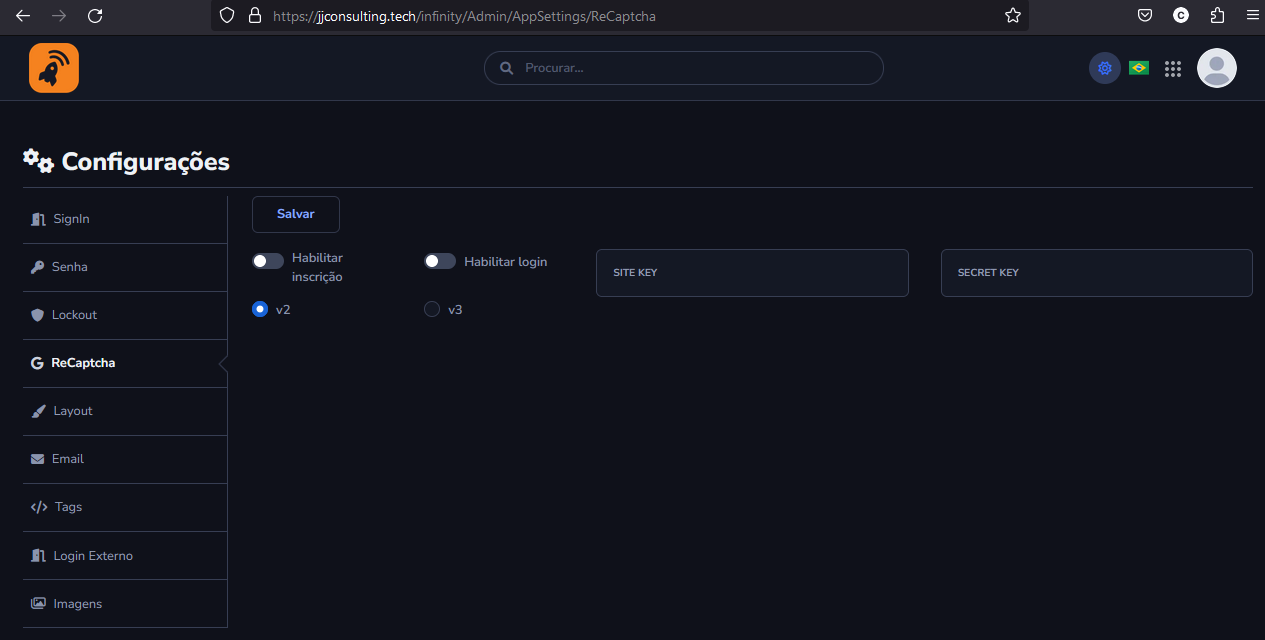 https://jjconsulting.tech/infinity/Admin/AppSettings/ReCaptcha
C
Procurar...
Configurações
SignIn
Senha
Lockout
ReCaptcha
Layout
Email
Tags
Login Externo
Imagens
Salvar
Habilitar
inscrição
Habilitar login
SITE KEY
SECRET KEY
v2
v3